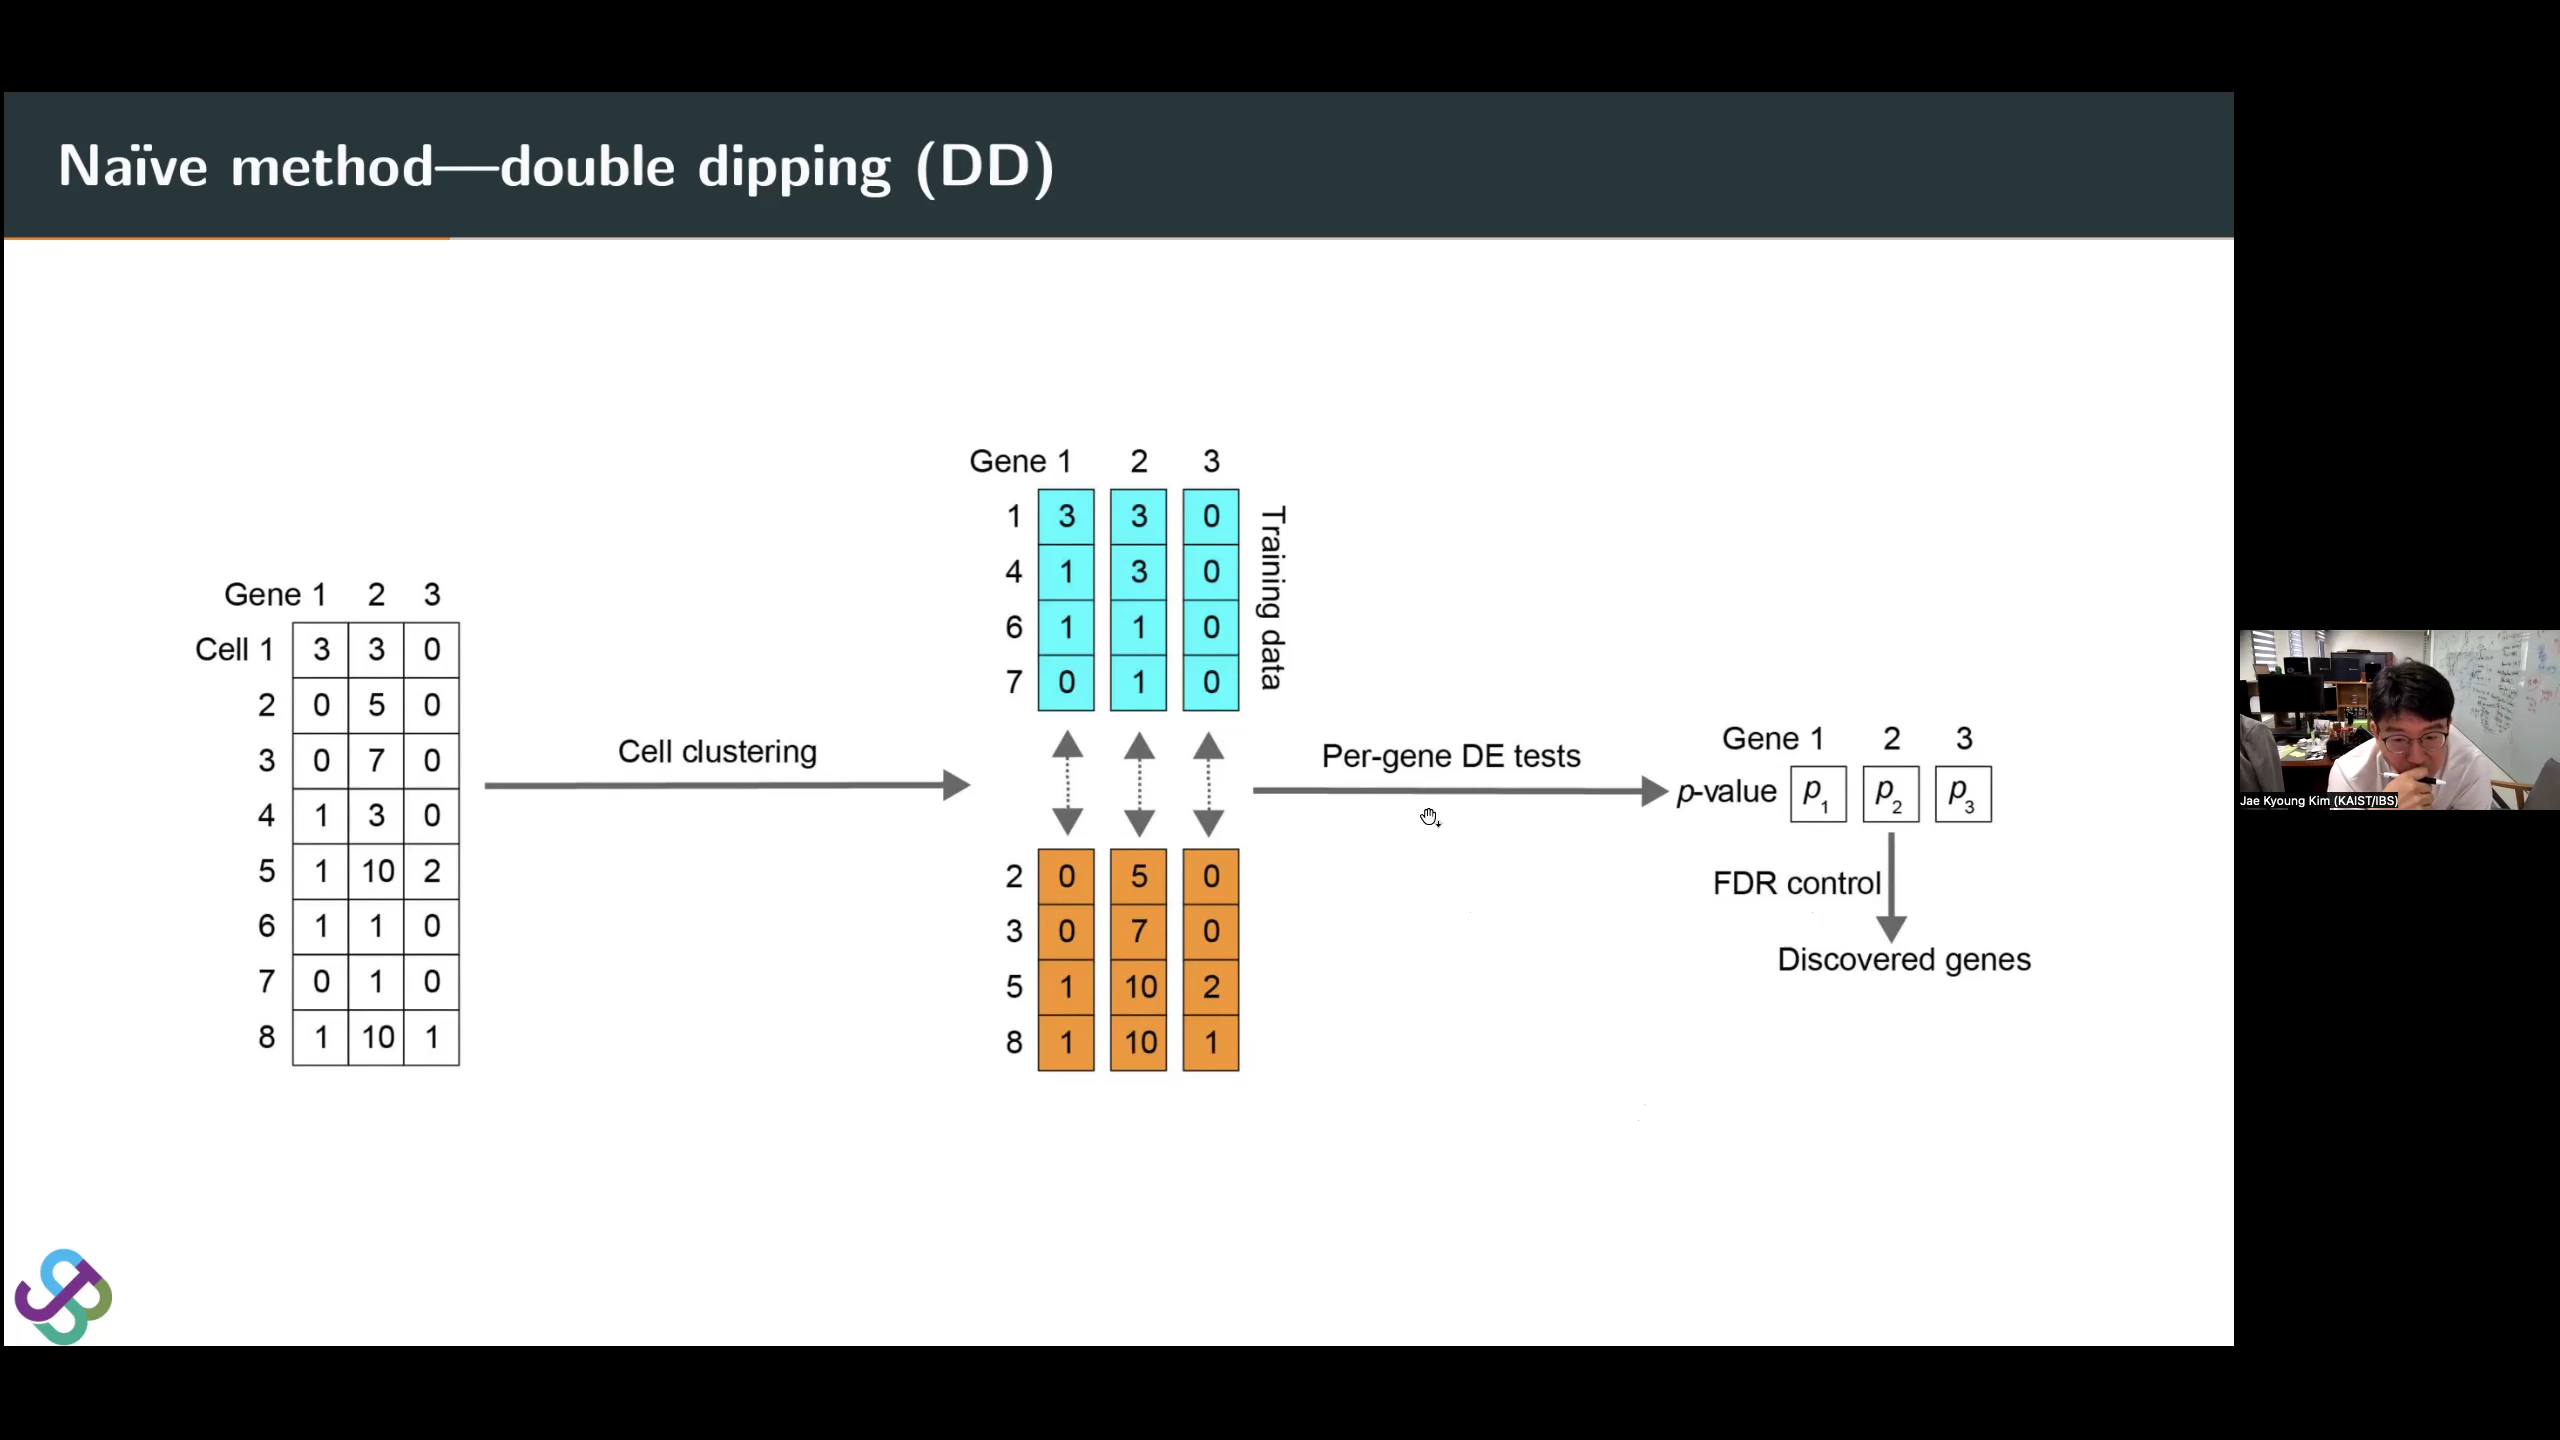 Naïve method—double dipping (DD)
Gene 1 2 3
Cell 1 3 3 0
2 0 5 0
3 0 7 0
4 1 3 0
5 1 10 2
6 1 1 0
7 0 1 0
8 1 10 1
Cell clustering
Gene 1 2 3
1 3 3 0
4 1 3 0
6 1 1 0
7 0 1 0
Training data
2 0 5 0
3 0 7 0
5 1 10 2
8 1 10 1
Per-gene DE tests
Gene 1 2 3
p-value p1 p2 p3
FDR control
Discovered genes
Jae Kyoung Kim (KAIST/IBS)